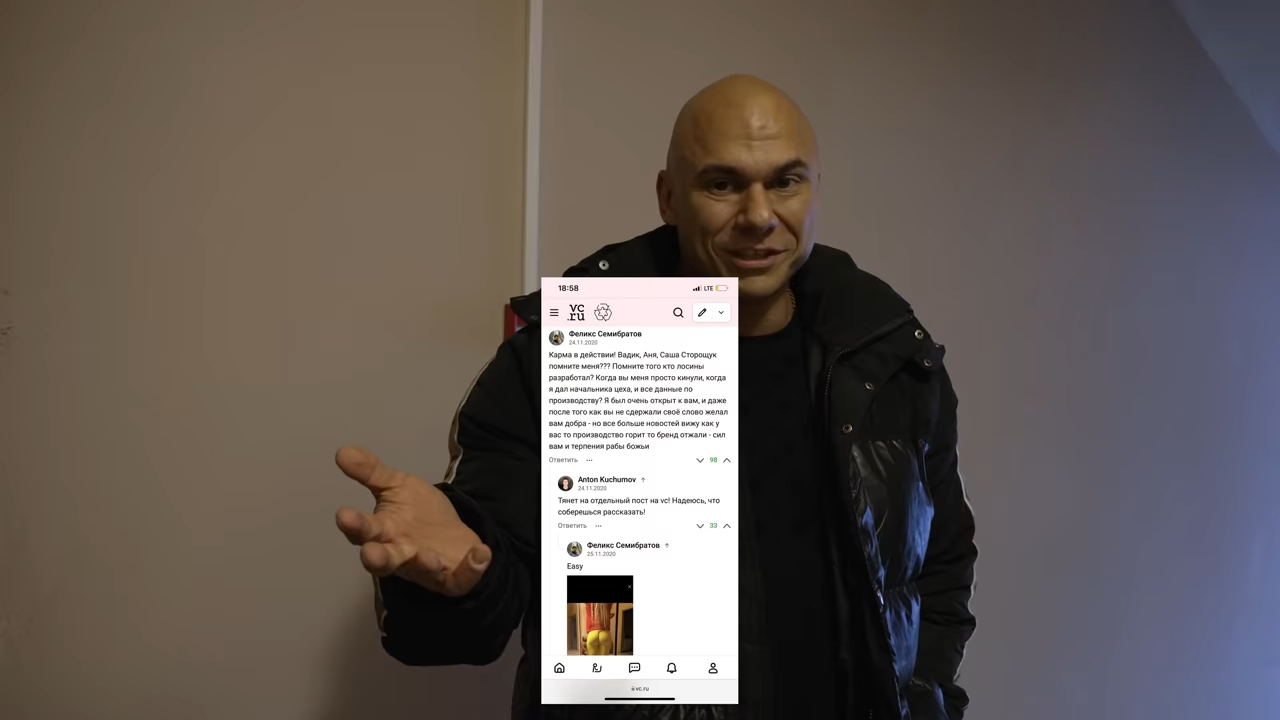 18:58
LTE
vc
.ru
Феликс Семибратов
24.11.2020
Карма в действии! Вадик, Аня, Саша Сторощук
помните меня??? Помните того кто лосины
разработал? Когда вы меня просто кинули, когда
я дал начальника цеха, и все данные по
производству? Я был очень открыт к вам, и даже
после того как вы не сдержали своё слово желал
вам добра - но все больше новостей вижу как у
вас то производство горит то бренд отжали - сил
вам и терпения рабы божьи
Ответить ... 98
Anton Kuchumov
24.11.2020
Тянет на отдельный пост на vc! Надеюсь, что
соберешься рассказать!
Ответить ... 33
Феликс Семибратов
25.11.2020
Easy
vc.ru